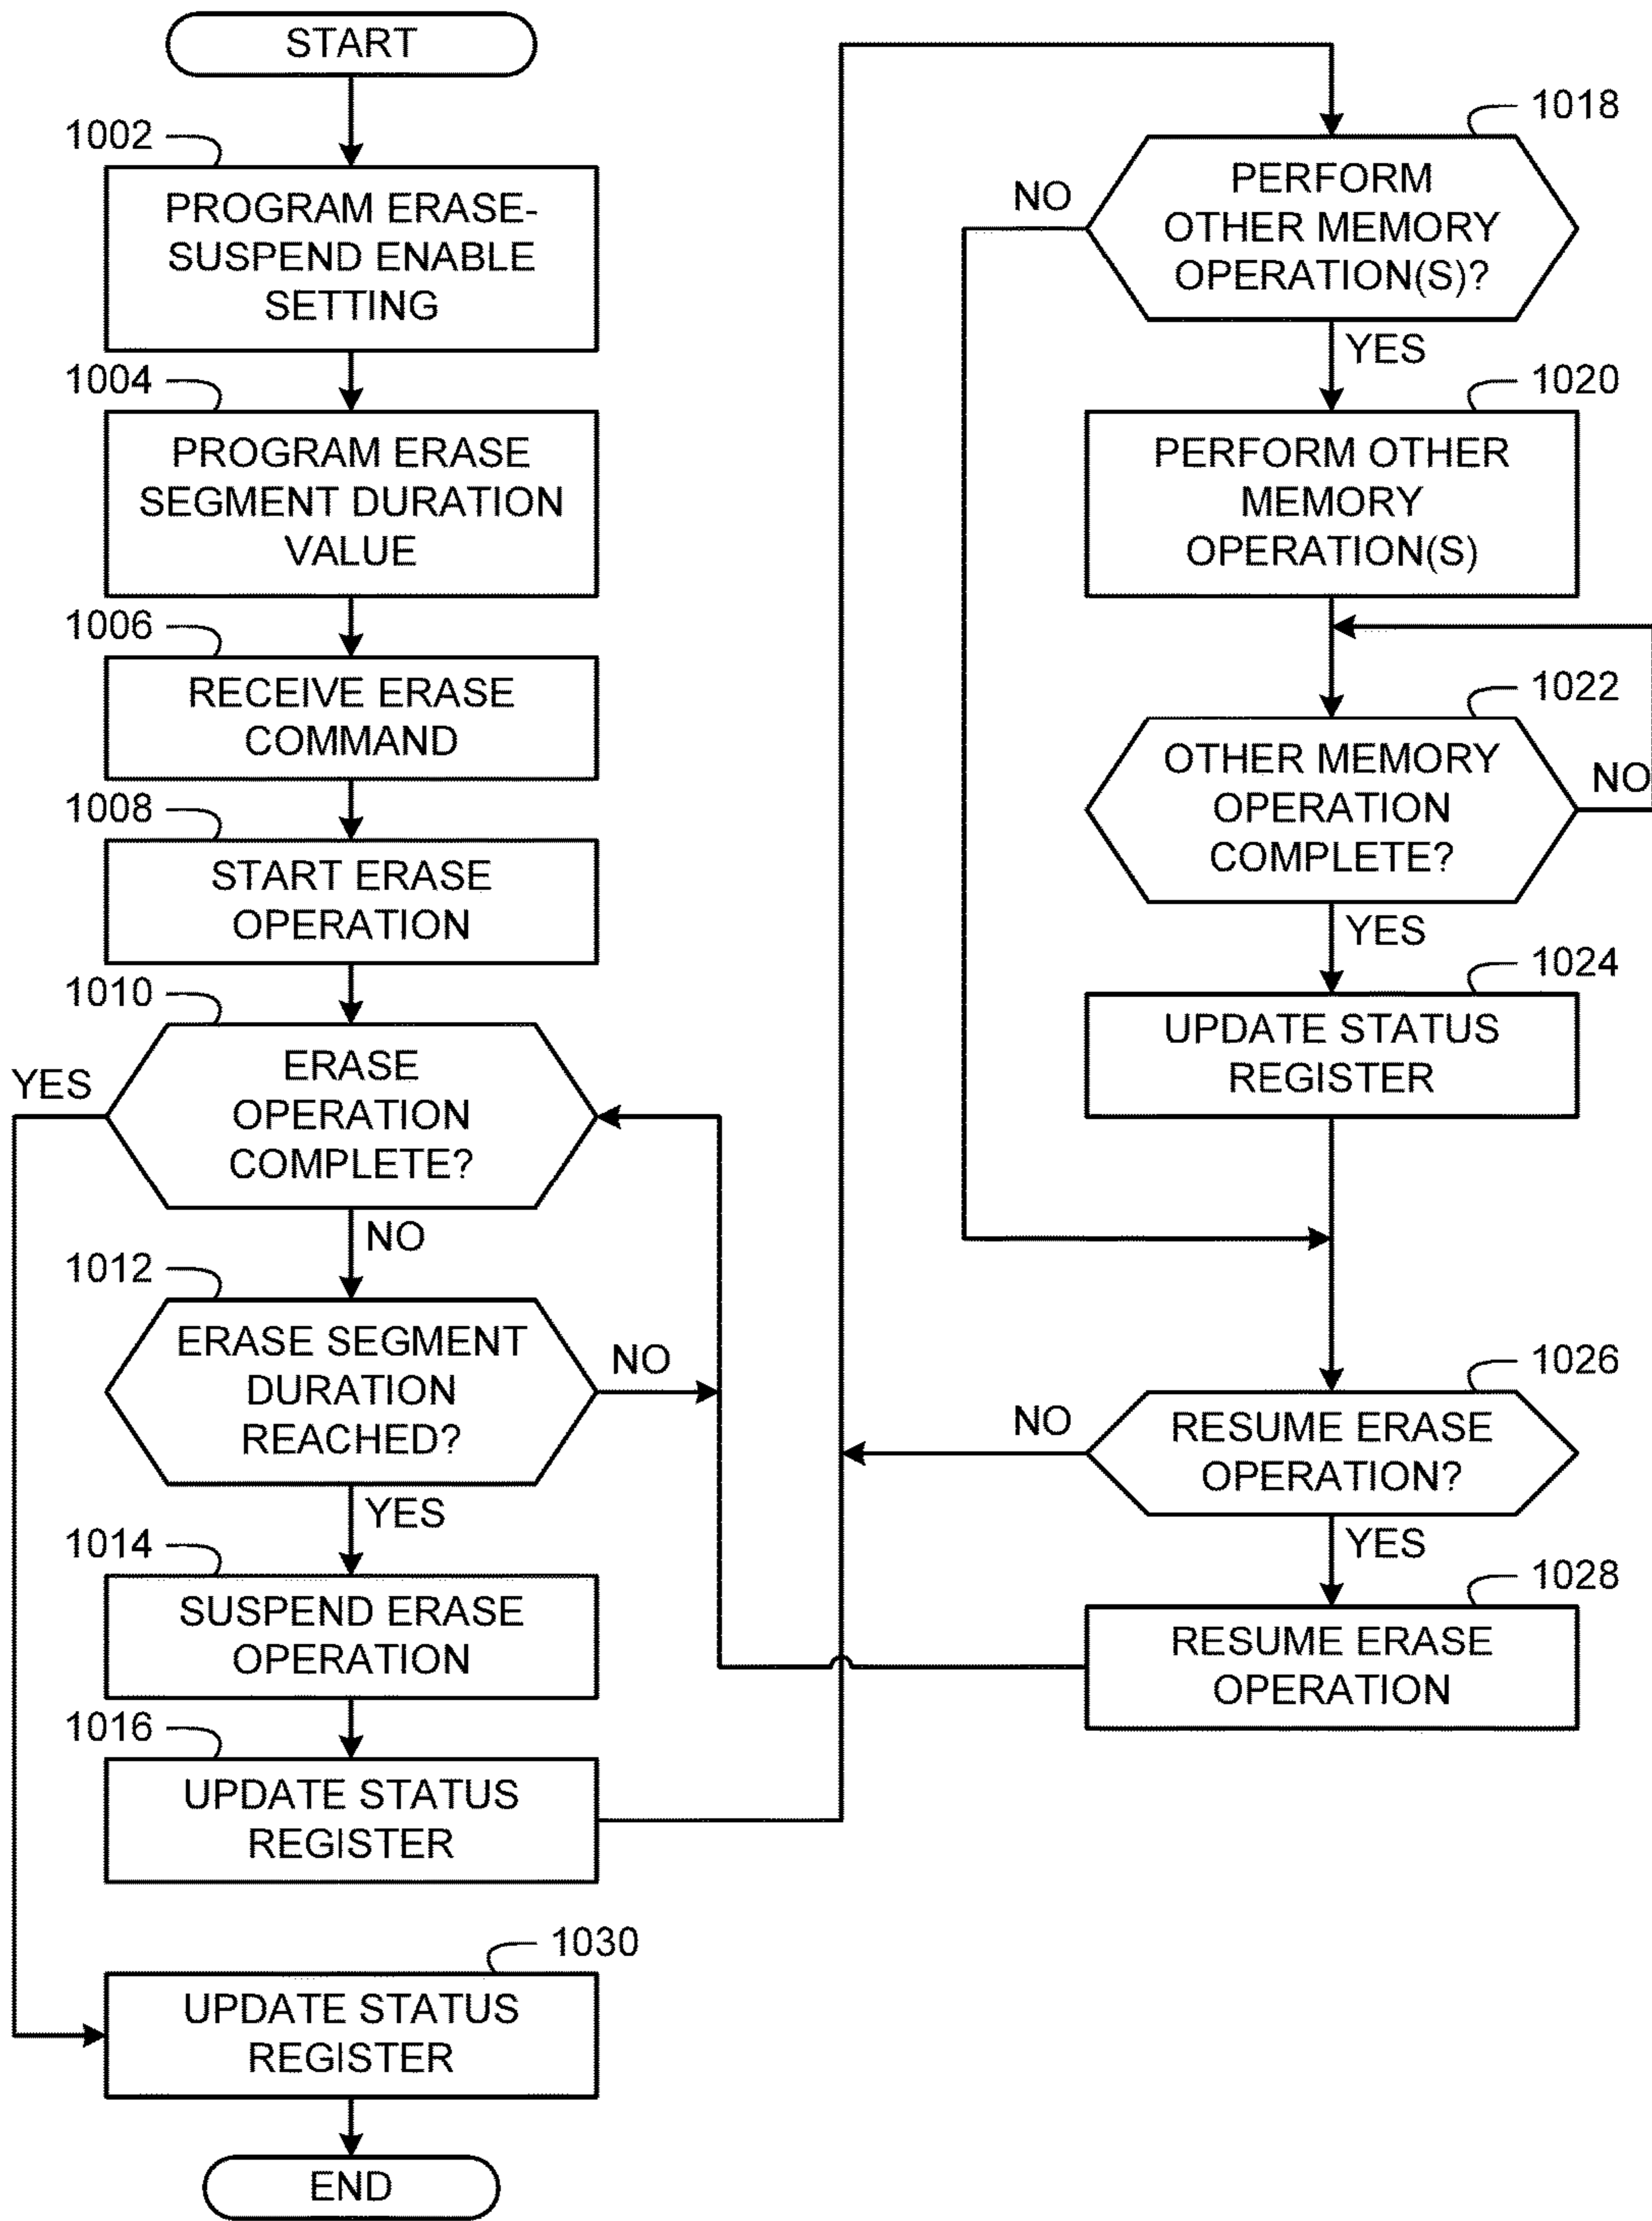 START
1002
PROGRAM ERASE-
SUSPEND ENABLE
SETTING
1004
PROGRAM ERASE
SEGMENT DURATION
VALUE
1006
RECEIVE ERASE
COMMAND
1008
START ERASE
OPERATION
1010
ERASE
OPERATION
COMPLETE?
YES
NO
1012
ERASE SEGMENT
DURATION
REACHED?
NO
YES
1014
SUSPEND ERASE
OPERATION
1016
UPDATE STATUS
REGISTER
1030
UPDATE STATUS
REGISTER
END
1018
PERFORM
OTHER MEMORY
OPERATION(S)?
NO
YES
1020
PERFORM OTHER
MEMORY
OPERATION(S)
1022
OTHER MEMORY
OPERATION
COMPLETE?
NO
YES
1024
UPDATE STATUS
REGISTER
1026
RESUME ERASE
OPERATION?
NO
YES
1028
RESUME ERASE
OPERATION